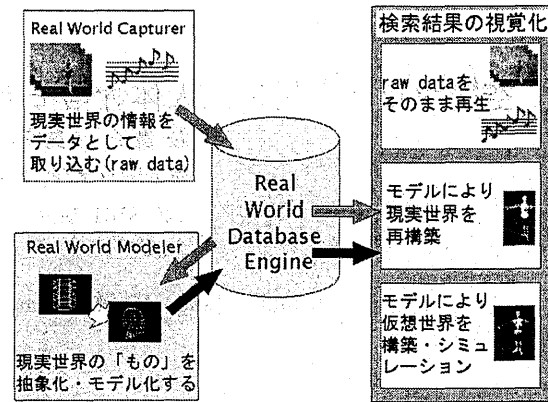 Real World Capturer
現実世界の情報を
データとして
取り込む(raw data)
Real World Modeler
現実世界の「もの」を
抽象化・モデル化する
Real
World
Database
Engine
検索結果の視覚化
raw dataを
そのまま再生
モデルにより
現実世界を
再構築
モデルにより
仮想世界を
構築・シミュ
レーション